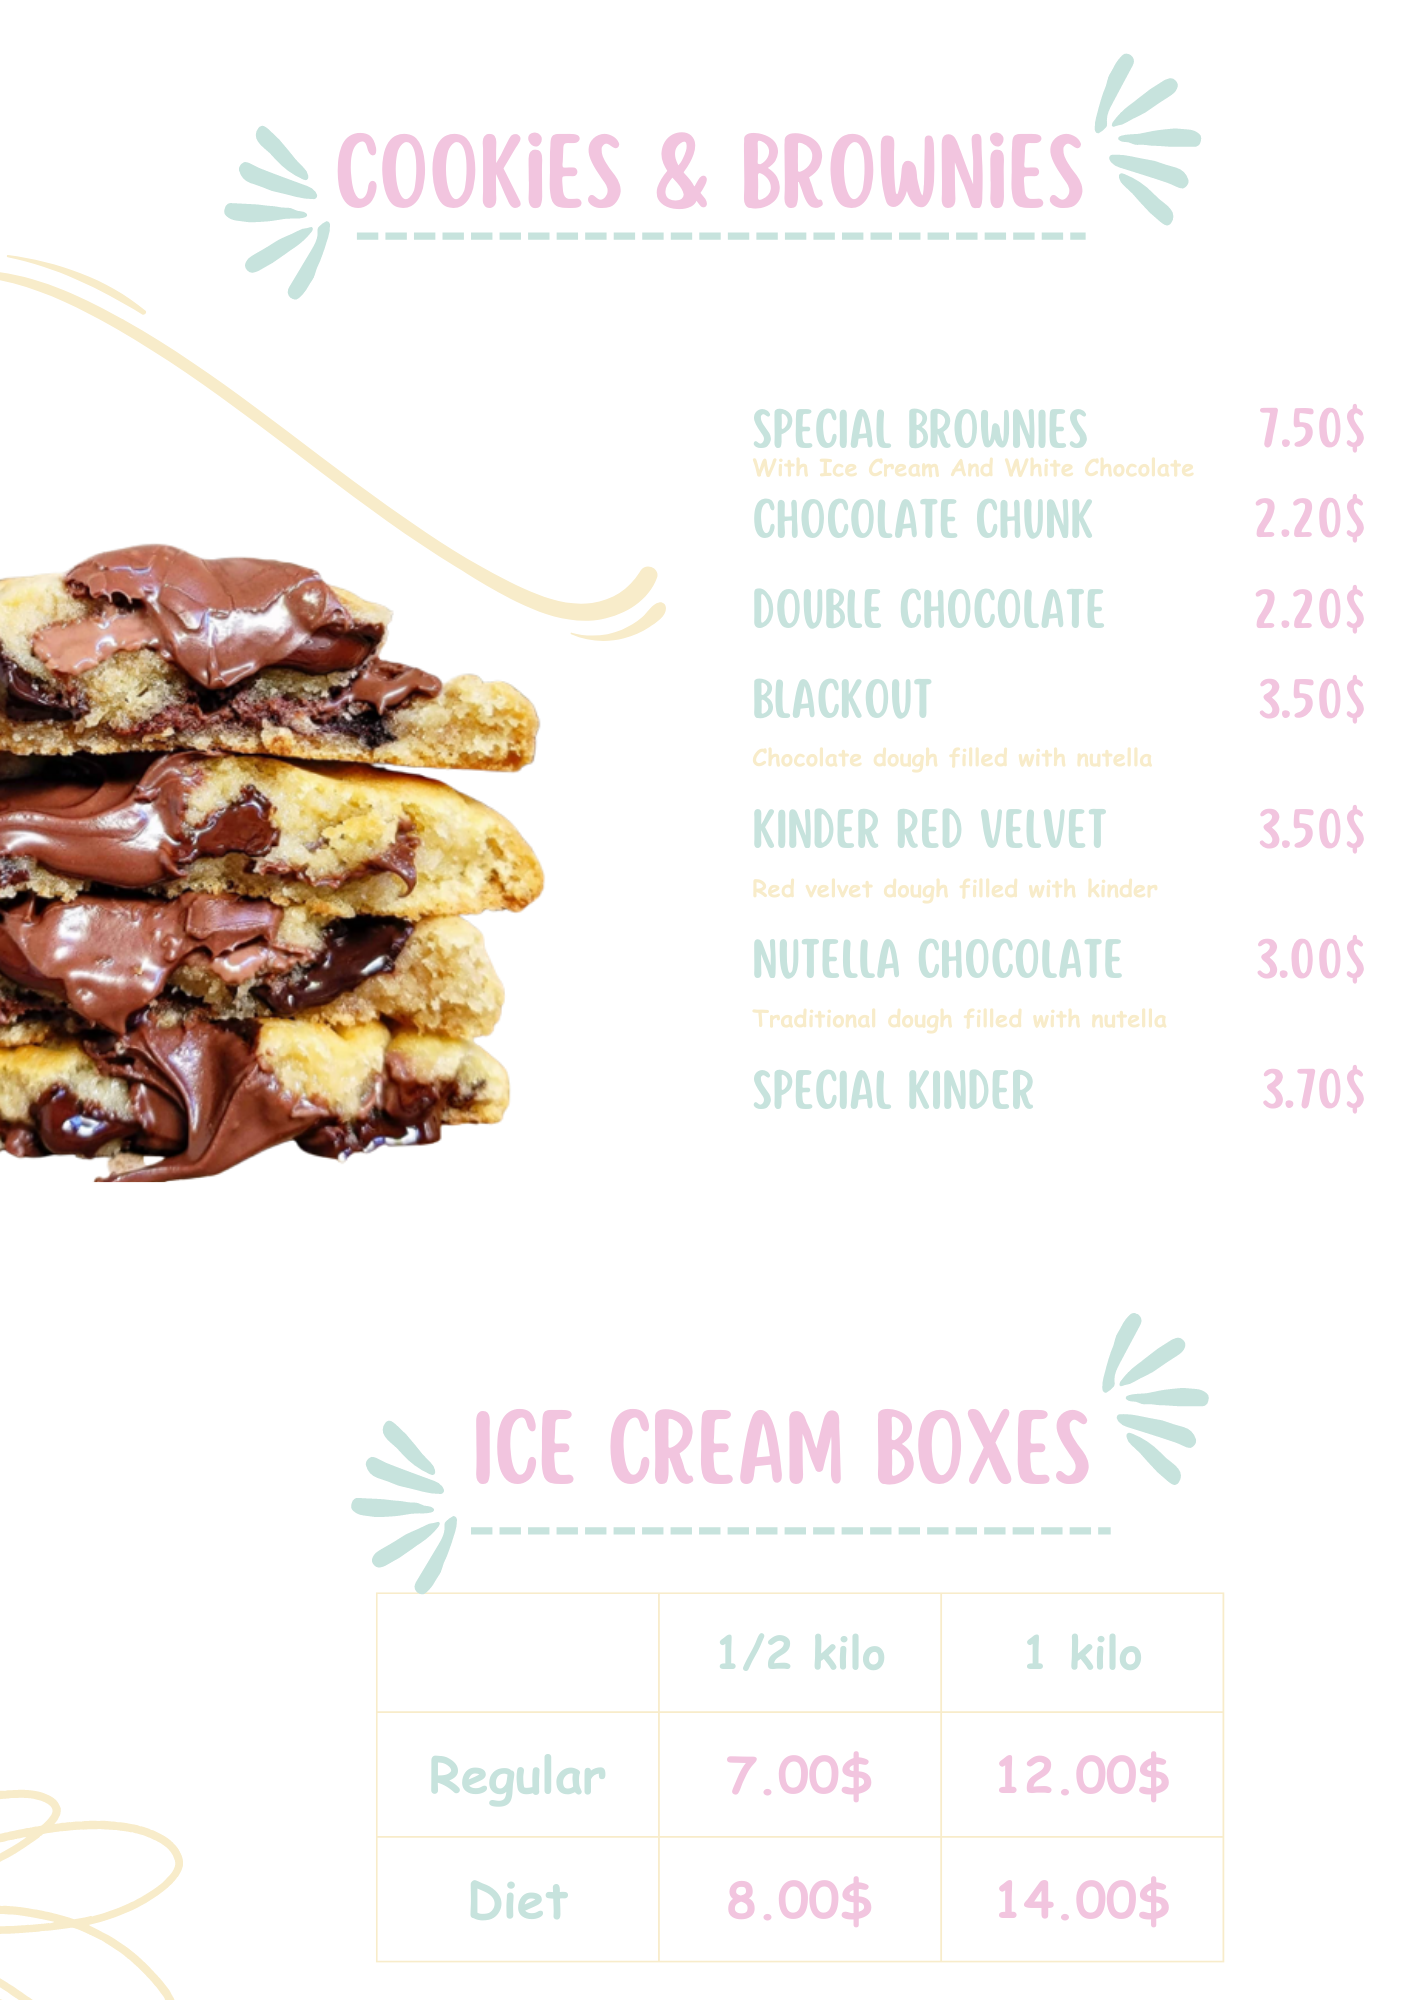 COOKiES & BROWNiES
SPECIAL BROWNIES 7.50$
With Ice Cream And White Chocolate
CHOCOLATE CHUNK 2.20$
DOUBLE CHOCOLATE 2.20$
BLACKOUT 3.50$
Chocolate dough filled with nutella
KINDER RED VELVET 3.50$
Red velvet dough filled with kinder
NUTELLA CHOCOLATE 3.00$
Traditional dough filled with nutella
SPECIAL KINDER 3.70$
ICE CREAM BOXES
1/2 kilo 1 kilo
Regular 7.00$ 12.00$
Diet 8.00$ 14.00$